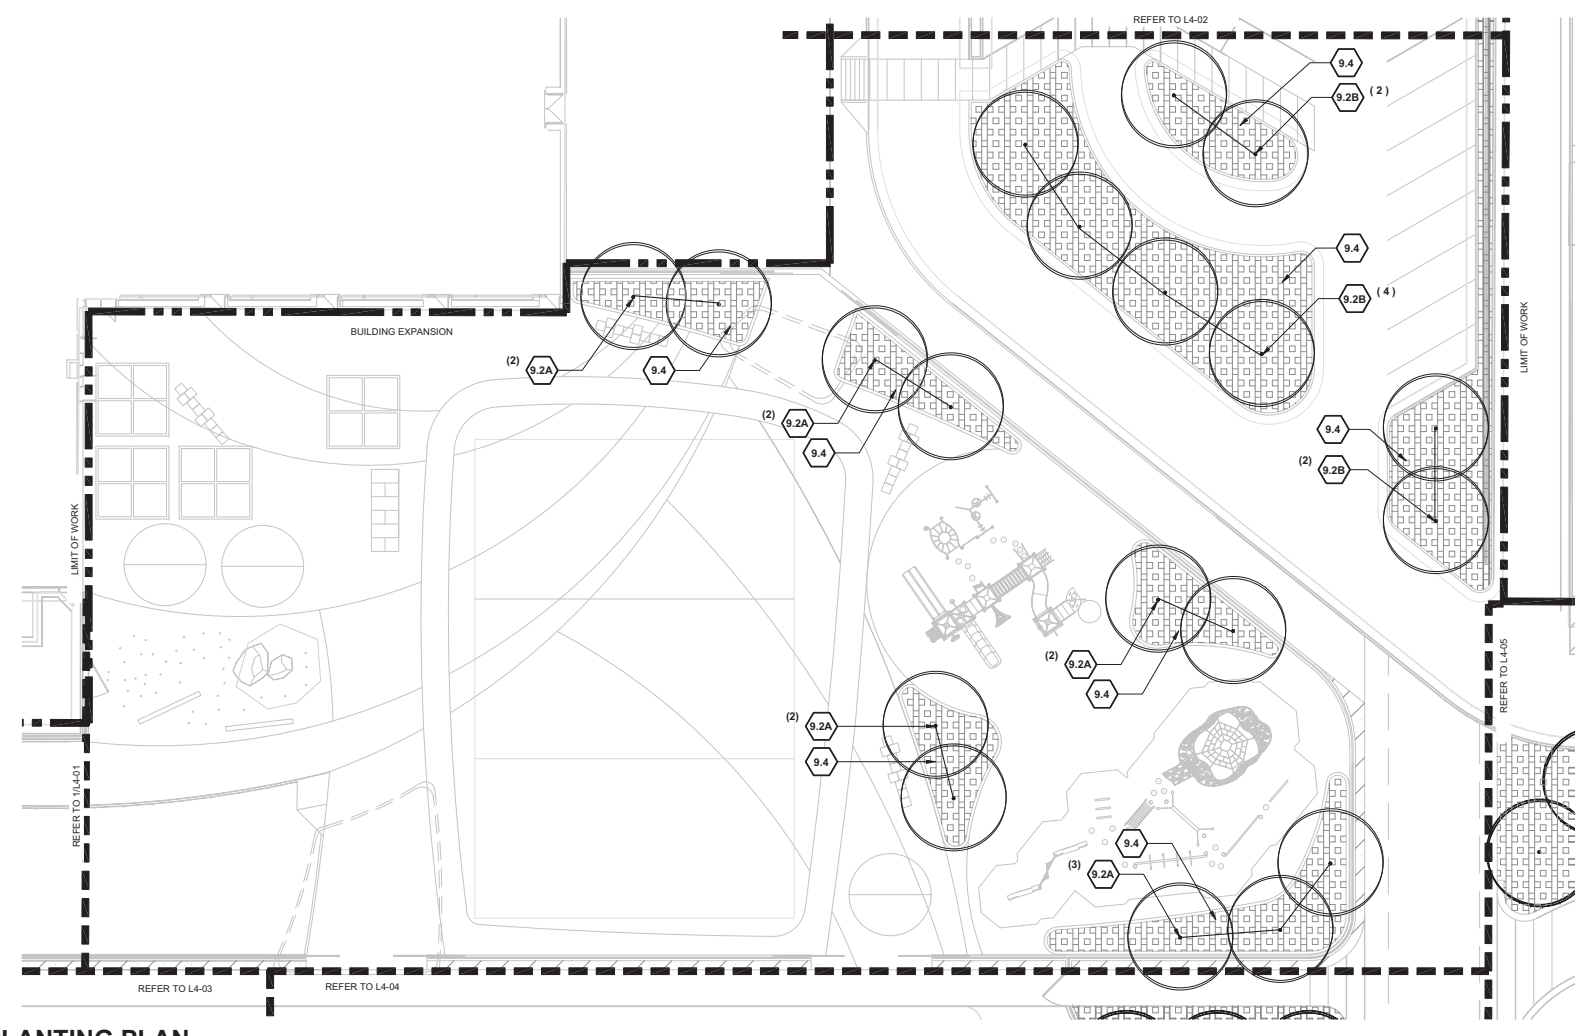 REFER TO L4-02
9.4
9.2B
( 2 )
9.4
9.2B
( 4 )
LIMIT OF WORK
BUILDING EXPANSION
(2)
9.2A
9.4
(2)
9.2A
9.4
9.4
(2)
9.2B
LIMIT OF WORK
(2)
9.2A
9.4
REFER TO L4-05
(2)
9.2A
9.4
REFER TO 1/L4-01
9.4
(3)
9.2A
REFER TO L4-03
REFER TO L4-04
PLANTING PLAN